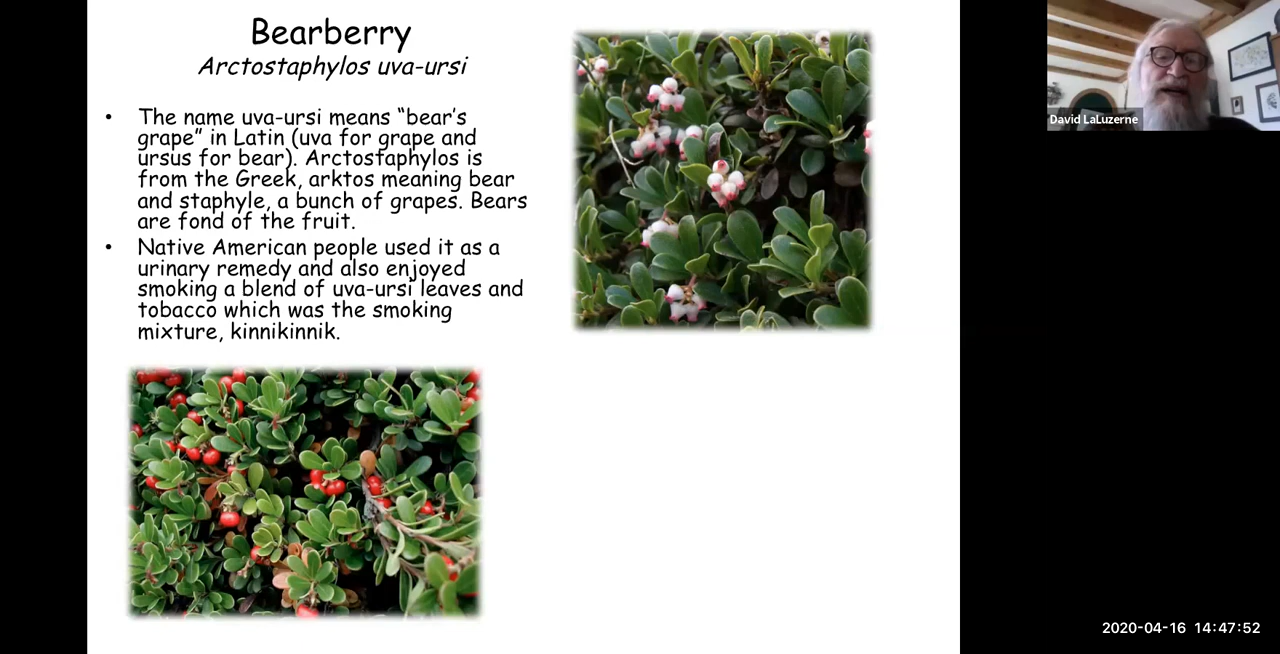 Bearberry
Arctostaphylos uva-ursi
• The name uva-ursi means “bear’s
grape” in Latin (uva for grape and
ursus for bear). Arctostaphylos is
from the Greek, arktos meaning bear
and staphyle, a bunch of grapes. Bears
are fond of the fruit.
• Native American people used it as a
urinary remedy and also enjoyed
smoking a blend of uva-ursi leaves and
tobacco which was the smoking
mixture, kinnikinnik.
David LaLuzerne
2020-04-16 14:47:52